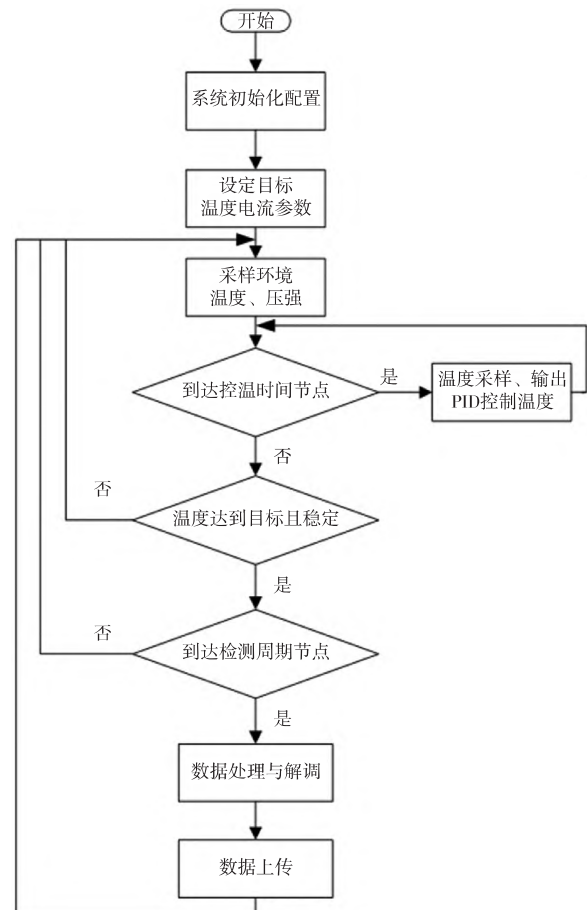 开始
系统初始化配置
设定目标
温度电流参数
采样环境
温度、压强
到达控温时间节点
是
温度采样、输出
PID控制温度
否
否
温度达到目标且稳定
是
否
到达检测周期节点
是
数据处理与解调
数据上传